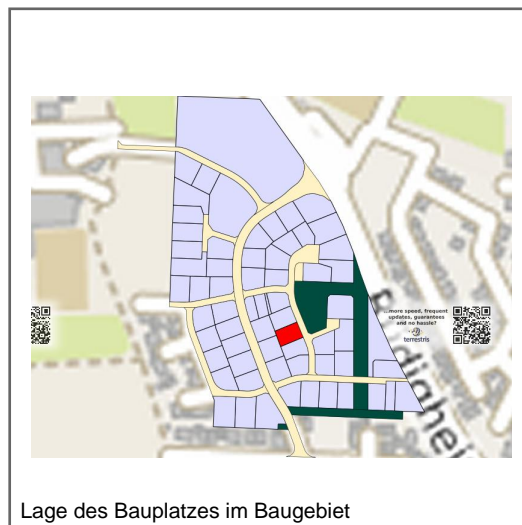 ...more speed, frequent
updates, guarantees
and no hassle?
terrestris
Lage des Bauplatzes im Baugebiet